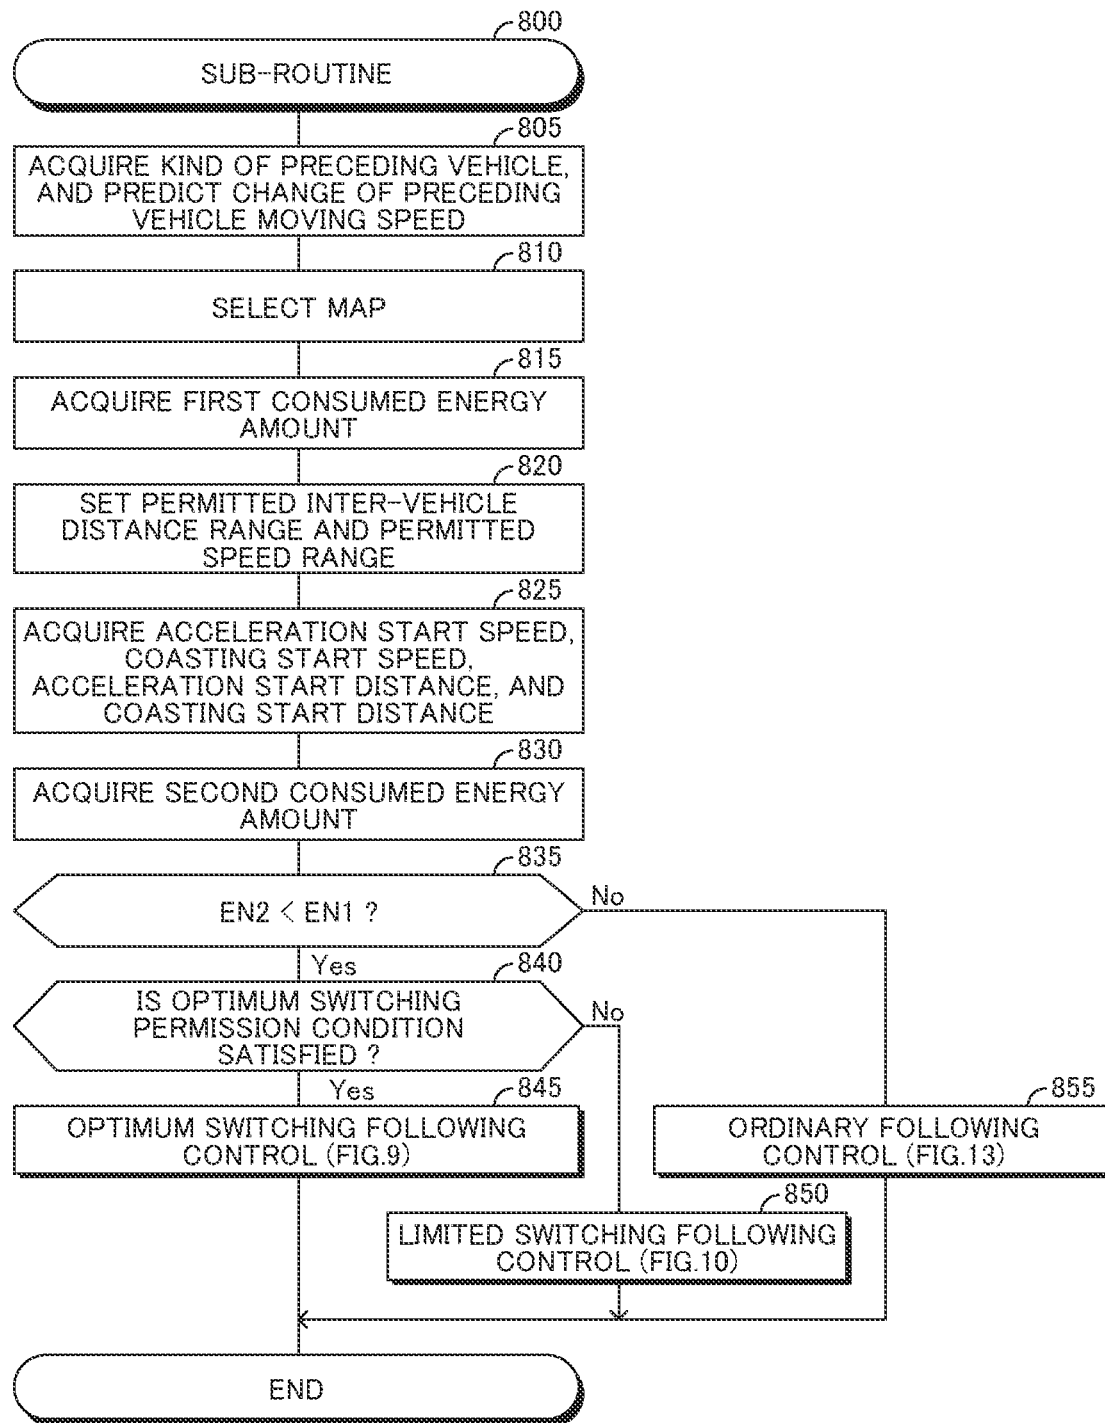 800
SUB-ROUTINE
805
ACQUIRE KIND OF PRECEDING VEHICLE,
AND PREDICT CHANGE OF PRECEDING
VEHICLE MOVING SPEED
810
SELECT MAP
815
ACQUIRE FIRST CONSUMED ENERGY
AMOUNT
820
SET PERMITTED INTER-VEHICLE
DISTANCE RANGE AND PERMITTED
SPEED RANGE
825
ACQUIRE ACCELERATION START SPEED,
COASTING START SPEED,
ACCELERATION START DISTANCE, AND
COASTING START DISTANCE
830
ACQUIRE SECOND CONSUMED ENERGY
AMOUNT
835
EN2 < EN1 ?
No
Yes
840
IS OPTIMUM SWITCHING
PERMISSION CONDITION
SATISFIED ?
No
Yes
845
OPTIMUM SWITCHING FOLLOWING
CONTROL (FIG.9)
855
ORDINARY FOLLOWING
CONTROL (FIG.13)
850
LIMITED SWITCHING FOLLOWING
CONTROL (FIG.10)
END